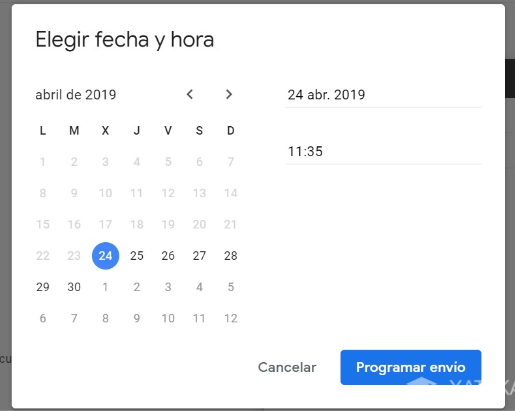 Elegir fecha y hora
abril de 2019
24 abr. 2019
L M X J V S D
11:35
1 2 3 4 5 6 7
8 9 10 11 12 13 14
15 16 17 18 19 20 21
22 23 24 25 26 27 28
29 30 1 2 3 4 5
6 7 8 9 10 11 12
Cancelar
Programar envío
cu
XATAKA